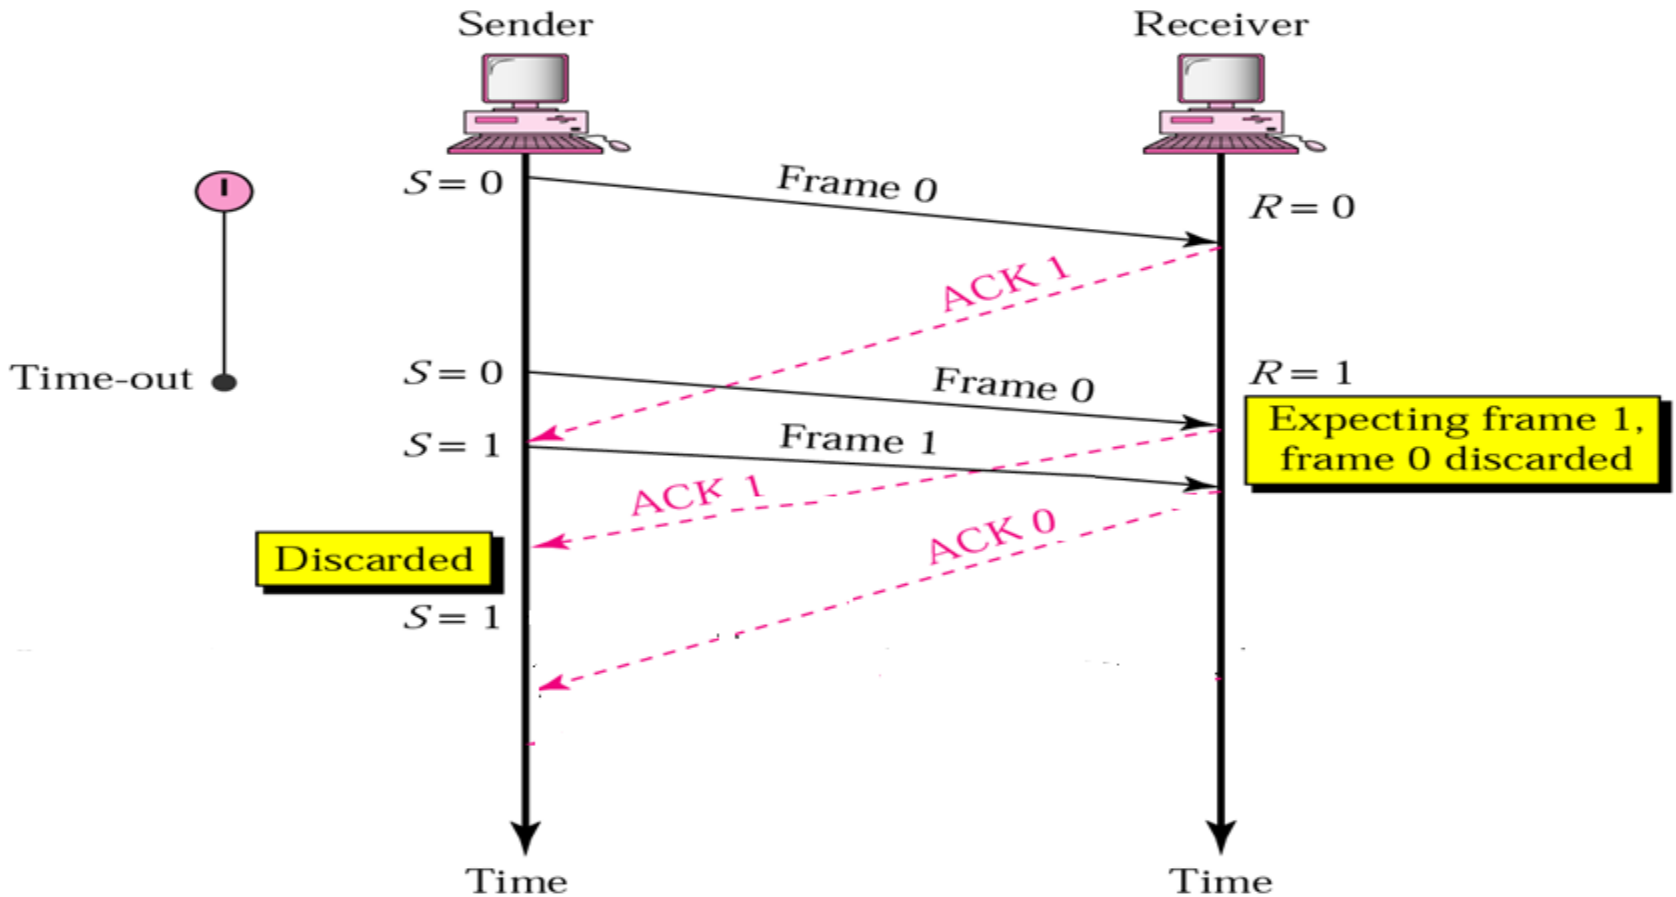 Sender
Receiver
S = 0
Frame 0
R = 0
ACK 1
Time-out
S = 0
Frame 0
R = 1
Expecting frame 1,
frame 0 discarded
S = 1
Frame 1
ACK 1
ACK 0
Discarded
S = 1
Time
Time